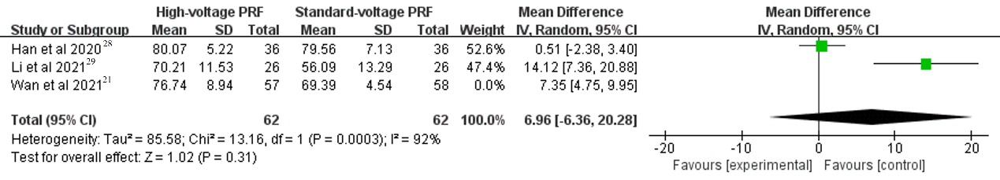 High-voltage PRF Standard-voltage PRF Mean Difference Mean Difference
Study or Subgroup Mean SD Total Mean SD Total Weight IV, Random, 95% CI IV, Random, 95% CI
Han et al 2020 28 80.07 5.22 36 79.56 7.13 36 52.6% 0.51 [-2.38, 3.40]
Li et al 2021 29 70.21 11.53 26 56.09 13.29 26 47.4% 14.12 [7.36, 20.88]
Wan et al 2021 21 76.74 8.94 57 69.39 4.54 58 0.0% 7.35 [4.75, 9.95]
Total (95% CI) 62 62 100.0% 6.96 [-6.36, 20.28]
Heterogeneity: Tau² = 85.58; Chi² = 13.16, df = 1 (P = 0.0003); I² = 92%
Test for overall effect: Z = 1.02 (P = 0.31)
-20 -10 0 10 20
Favours [experimental] Favours [control]